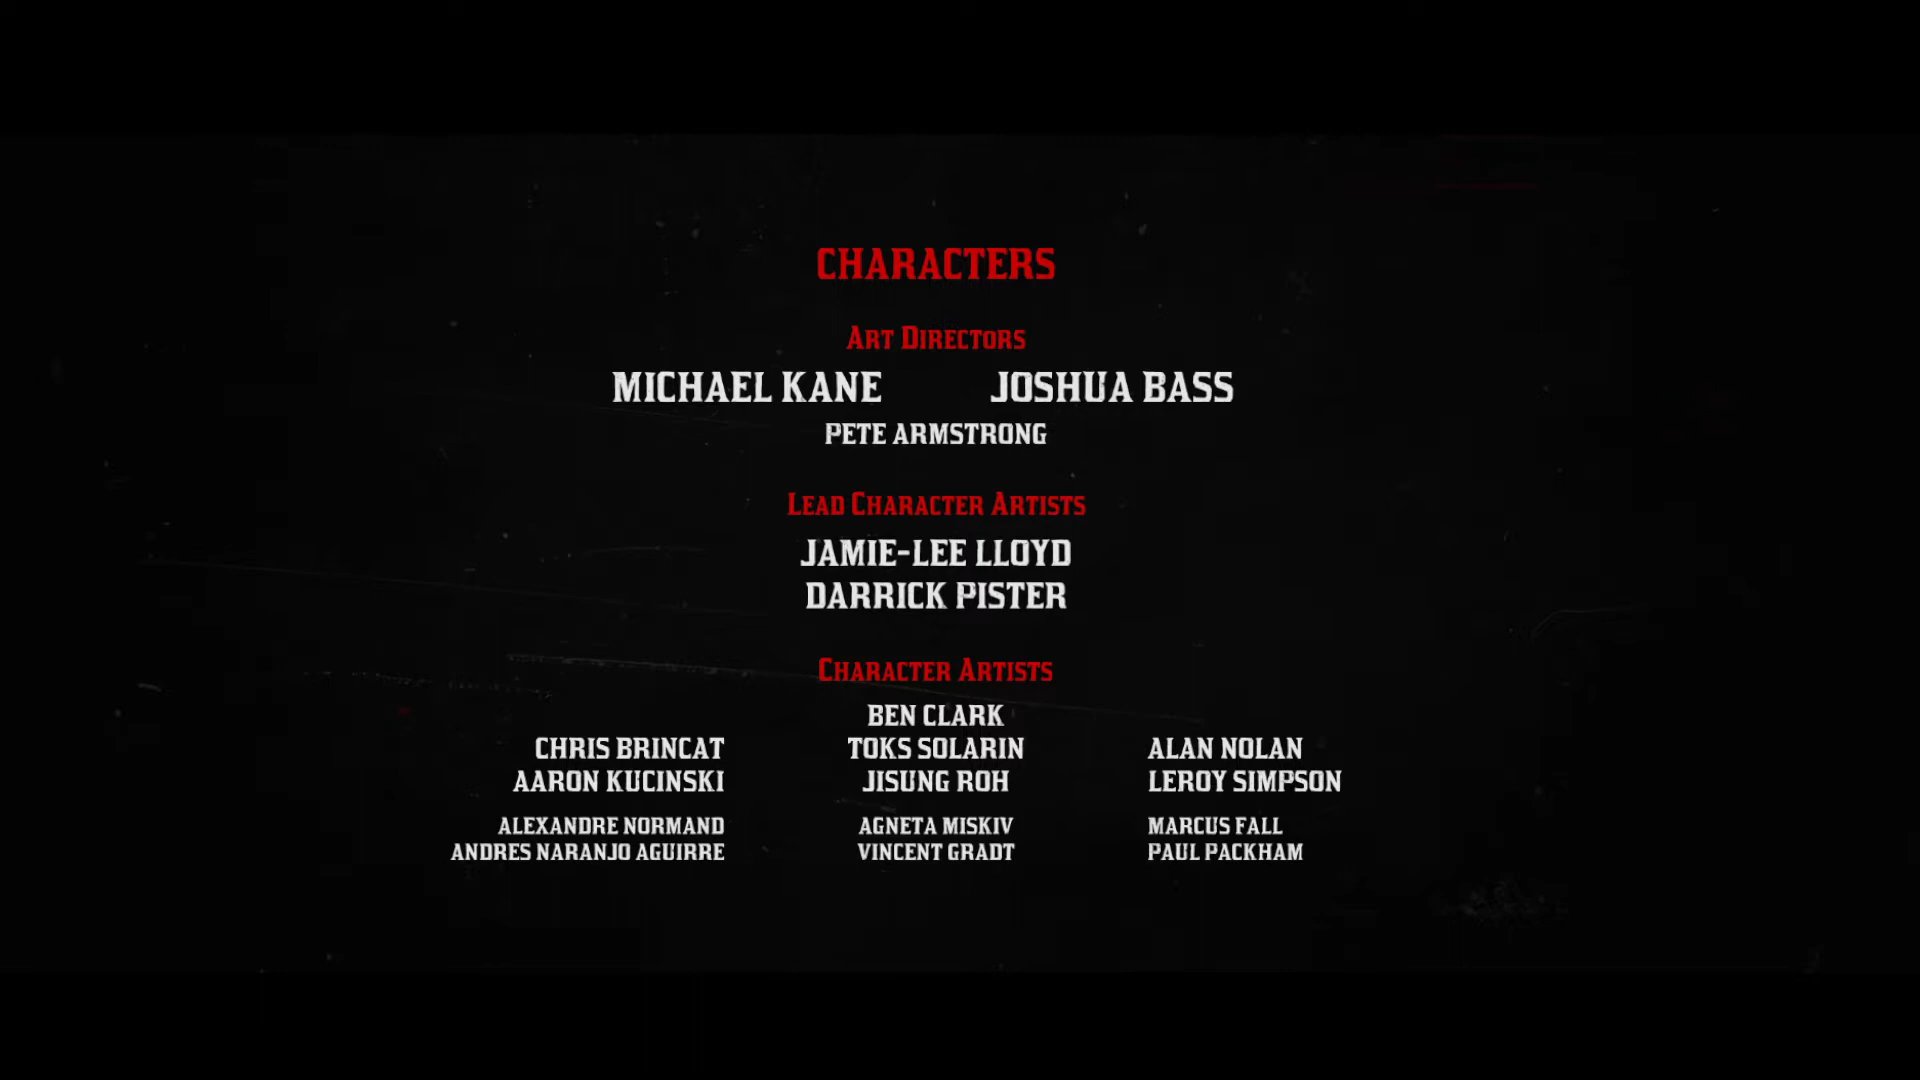 CHARACTERS
ART DIRECTORS
MICHAEL KANE JOSHUA BASS
PETE ARMSTRONG
LEAD CHARACTER ARTISTS
JAMIE-LEE LLOYD
DARRICK PISTER
CHARACTER ARTISTS
BEN CLARK
CHRIS BRINCAT TOKS SOLARIN ALAN NOLAN
AARON KUCINSKI JISUNG ROH LEROY SIMPSON
ALEXANDRE NORMAND AGNETA MISKIV MARCUS FALL
ANDRES NARANJO AGUIRRE VINCENT GRADT PAUL PACKHAM